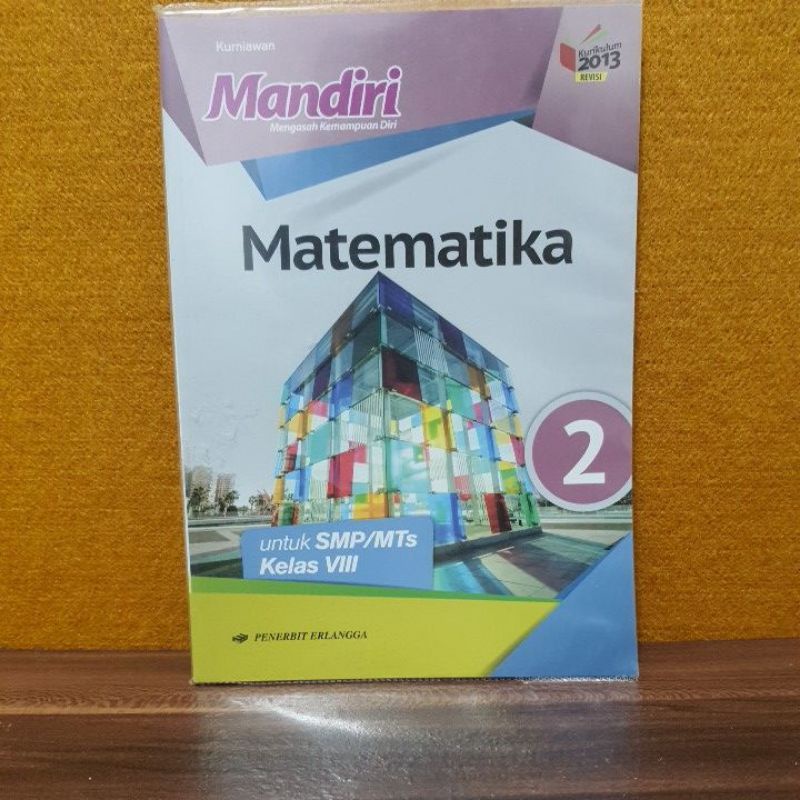 Kurniawan
Kurikulum
2013
REVISI
Mandiri
Mengasah Kemampuan Diri
Matematika
2
untuk SMP/MTs
Kelas VIII
PENERBIT ERLANGGA